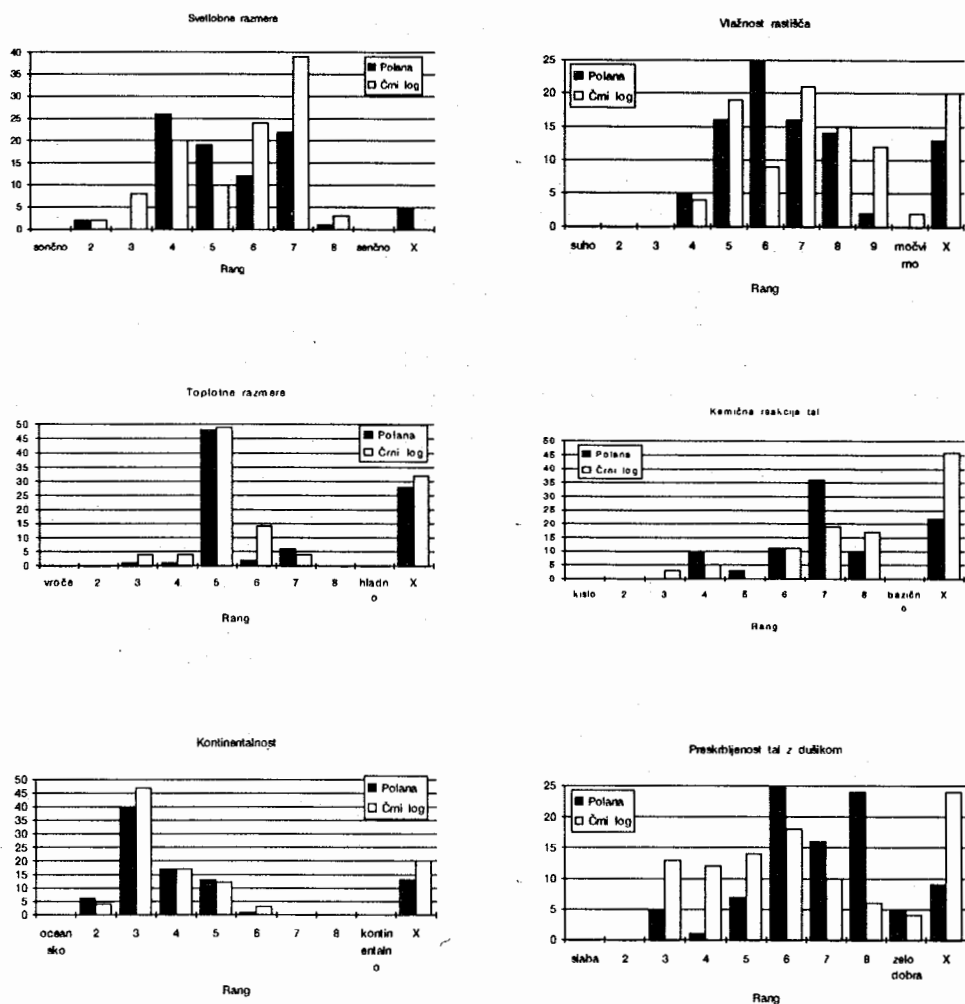 Svetlobne razmere
40
35
30
25
20
15
10
5
0
Polana
Črni log
sončno 2 3 4 5 6 7 8 senčno X
Rang
Vlažnost rastišča
25
20
15
10
5
0
Polana
Črni log
suho 2 3 4 5 6 7 8 9 močvi X
rno
Rang
Toplotne razmere
50
45
40
35
30
25
20
15
10
5
0
Polana
Črni log
vroče 2 3 4 5 6 7 8 hladn X
o
Rang
Kemična reakcija tal
50
45
40
35
30
25
20
15
10
5
0
Polana
Črni log
kislo 2 3 4 5 6 7 8 bazičn X
o
Rang
Kontinentalnost
50
45
40
35
30
25
20
15
10
5
0
Polana
Črni log
ocean 2 3 4 5 6 7 8 kontin X
sko entaln
o
Rang
Preskrbljenost tal z dušikom
25
20
15
10
5
0
Polana
Črni log
slaba 2 3 4 5 6 7 8 zelo X
dobra
Rang